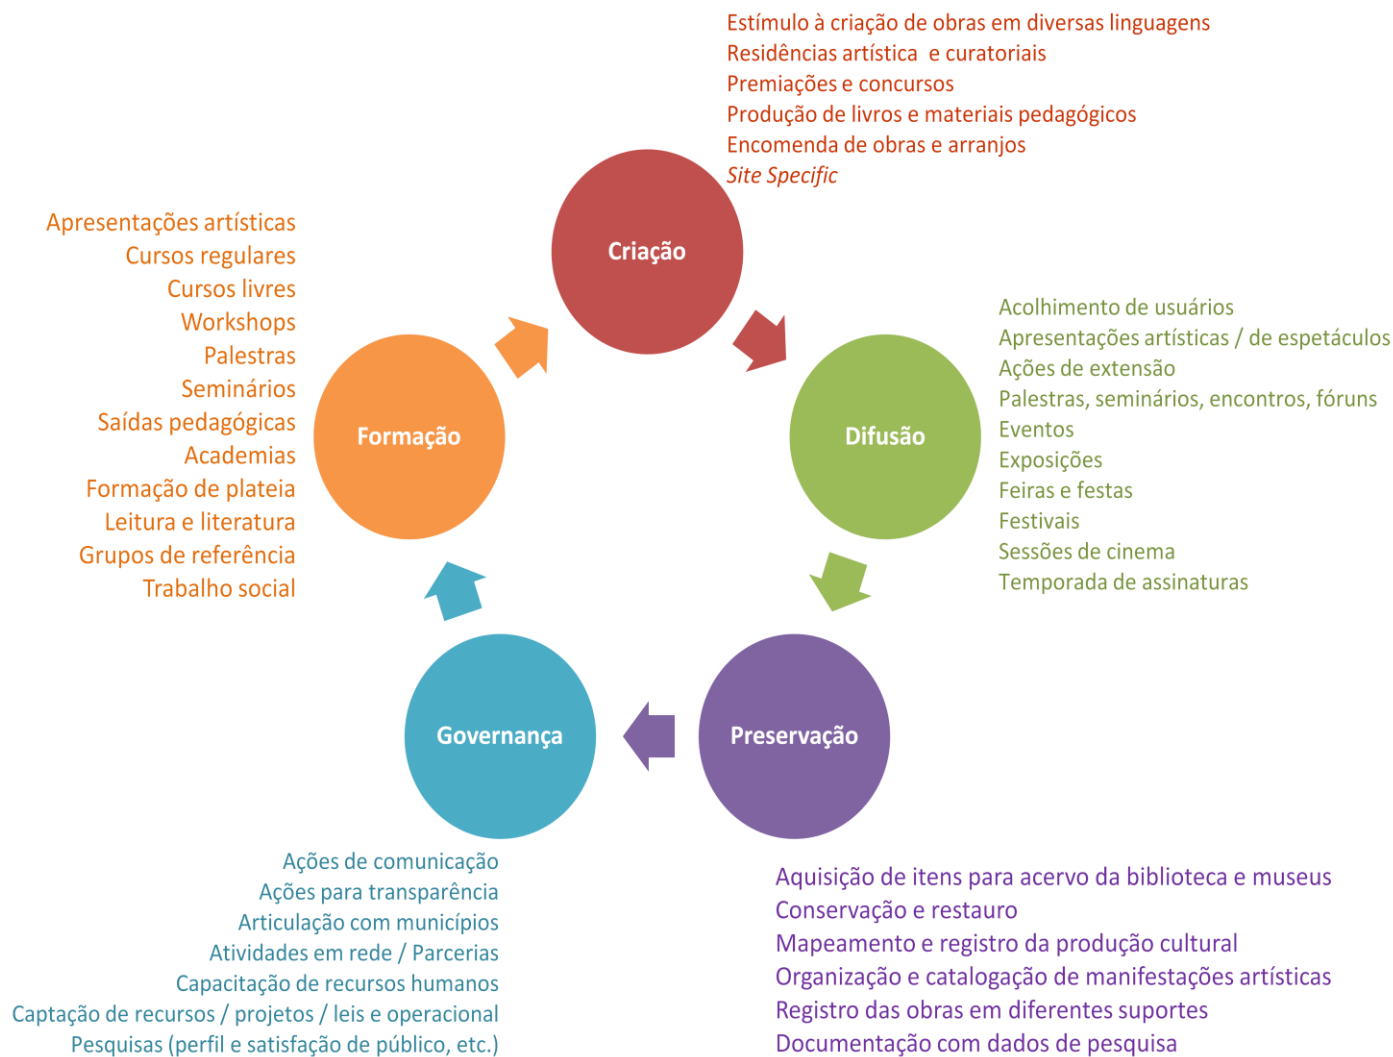 Estímulo à criação de obras em diversas linguagens
Residências artística e curatoriais
Premiações e concursos
Produção de livros e materiais pedagógicos
Encomenda de obras e arranjos
Site Specific
Criação
Acolhimento de usuários
Apresentações artísticas / de espetáculos
Ações de extensão
Palestras, seminários, encontros, fóruns
Eventos
Exposições
Feiras e festas
Festivais
Sessões de cinema
Temporada de assinaturas
Difusão
Preservação
Aquisição de itens para acervo da biblioteca e museus
Conservação e restauro
Mapeamento e registro da produção cultural
Organização e catalogação de manifestações artísticas
Registro das obras em diferentes suportes
Documentação com dados de pesquisa
Governança
Ações de comunicação
Ações para transparência
Articulação com municípios
Atividades em rede / Parcerias
Capacitação de recursos humanos
Captação de recursos / projetos / leis e operacional
Pesquisas (perfil e satisfação de público, etc.)
Apresentações artísticas
Cursos regulares
Cursos livres
Workshops
Palestras
Seminários
Saídas pedagógicas
Academias
Formação de plateia
Leitura e literatura
Grupos de referência
Trabalho social
Formação